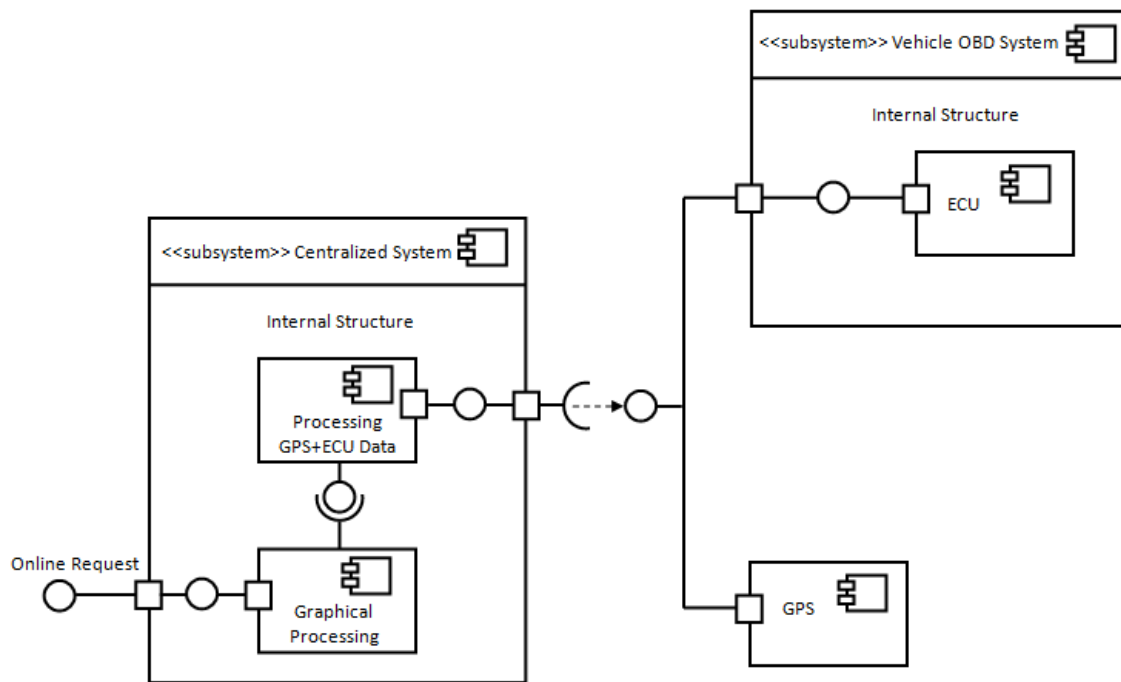 <<subsystem>> Vehicle OBD System
Internal Structure
ECU
<<subsystem>> Centralized System
Internal Structure
Processing
GPS+ECU Data
Online Request
Graphical
Processing
GPS